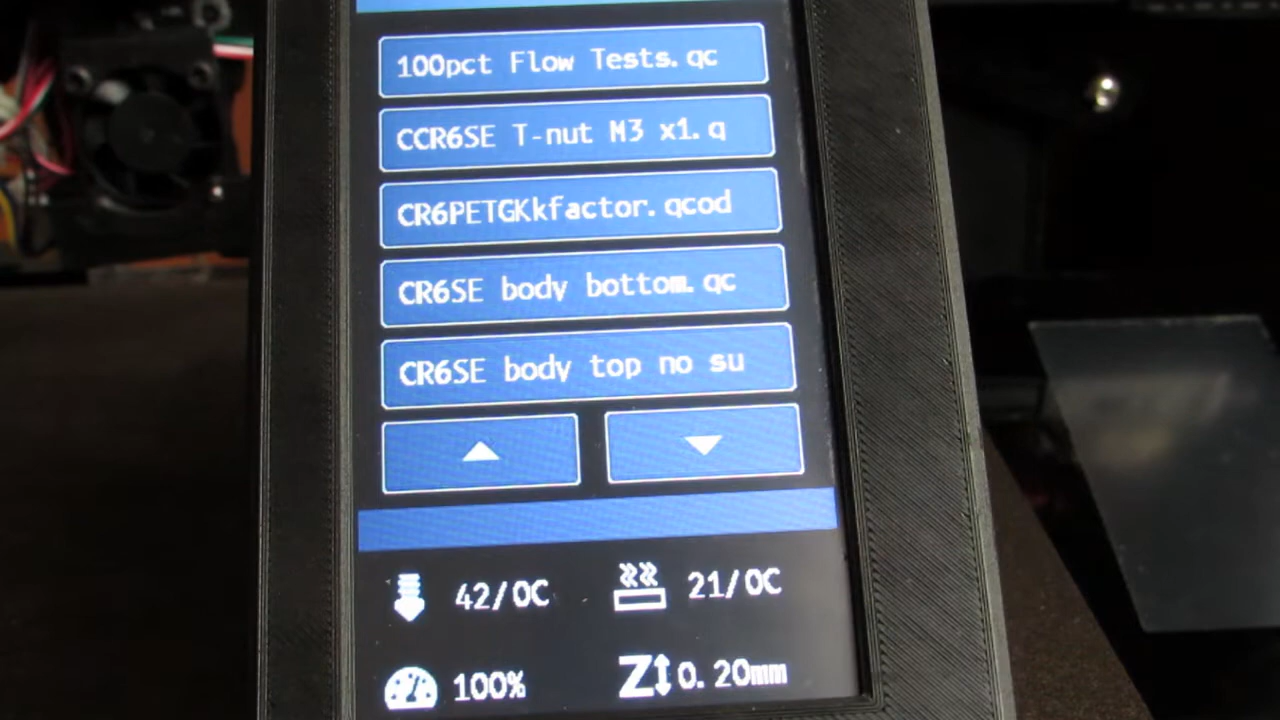 100pct Flow Tests.gc
CCR6SE T-nut M3 x1.g
CR6PETGKkfactor.gcod
CR6SE body bottom.gc
CR6SE body top no su
42/0C 21/0C
100% Z 0.20mm